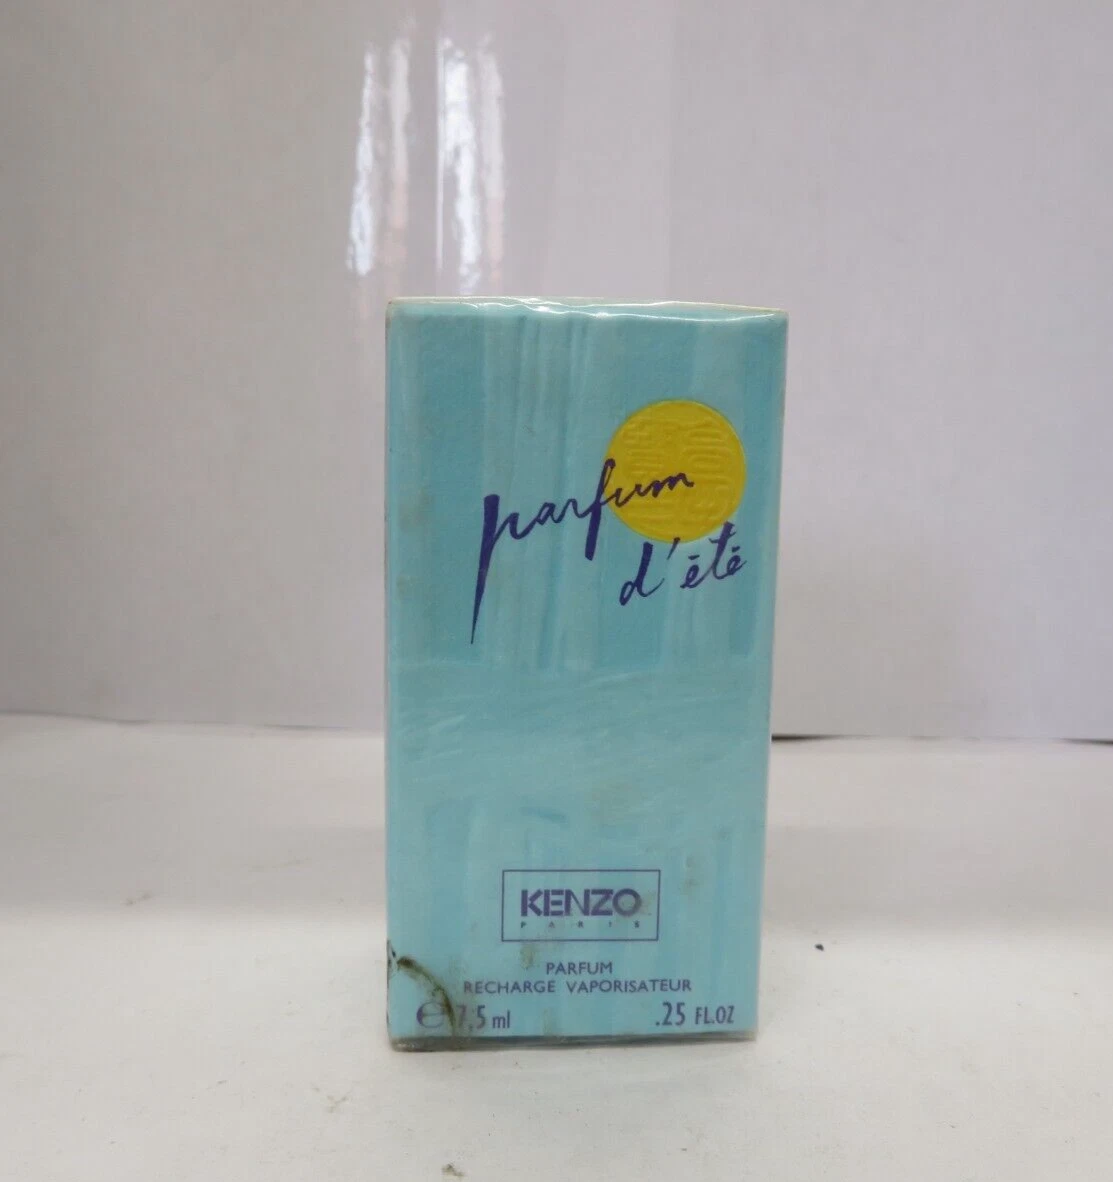 parfum
d'été
KENZO
PARIS
PARFUM
RECHARGE VAPORISATEUR
℮ 7,5 ml .25 FL.OZ